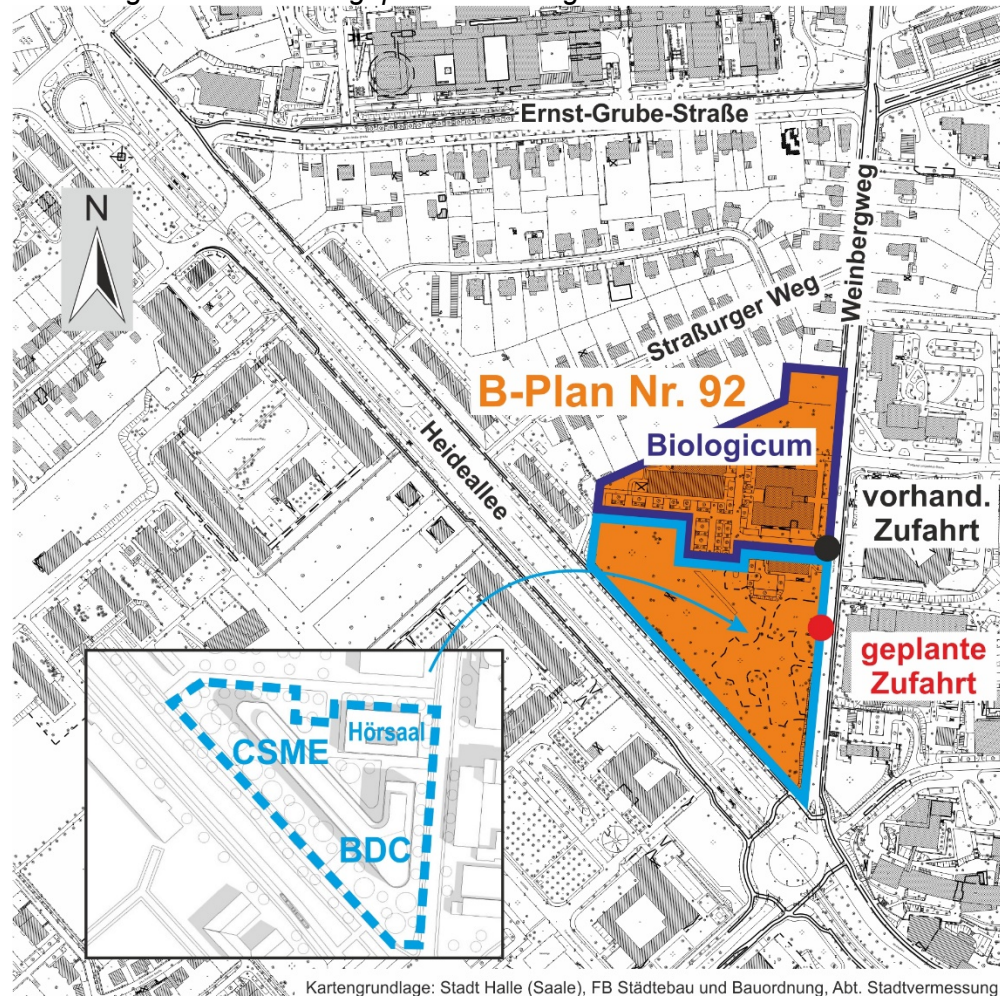 Ernst-Grube-Straße
N
Weinbergweg
Straßurger Weg
B-Plan Nr. 92
Heideallee
Biologicum
vorhand.
Zufahrt
geplante
Zufahrt
Hörsaal
CSME
BDC
Kartengrundlage: Stadt Halle (Saale), FB Städtebau und Bauordnung, Abt. Stadtvermessung